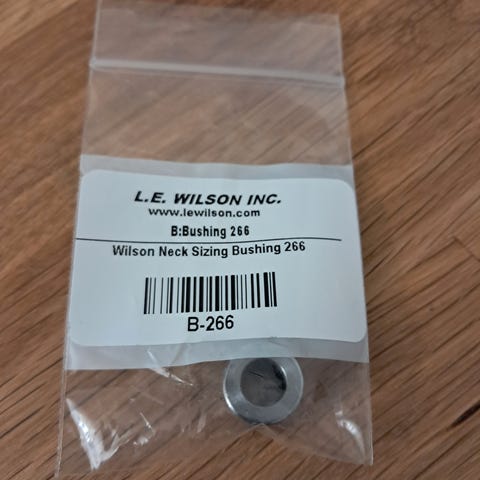 L.E. WILSON INC.
www.lewilson.com
B:Bushing 266
Wilson Neck Sizing Bushing 266
B-266